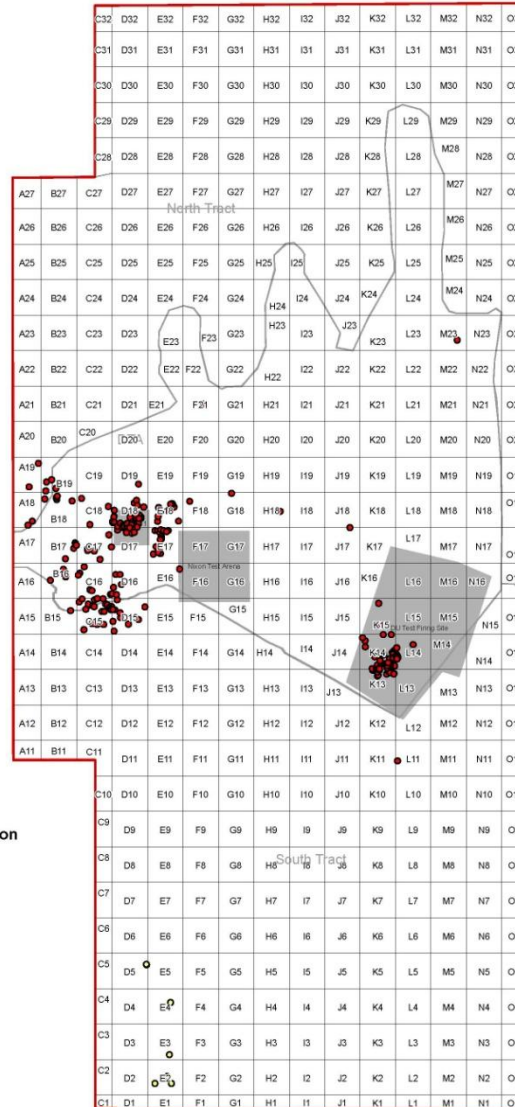 C32 D32 E32 F32 G32 H32 I32 J32 K32 L32 M32 N32
C31 D31 E31 F31 G31 H31 I31 J31 K31 L31 M31 N31
C30 D30 E30 F30 G30 H30 I30 J30 K30 L30 M30 N30
C29 D29 E29 F29 G29 H29 I29 J29 K29 L29 M29 N29
C28 D28 E28 F28 G28 H28 I28 J28 K28 L28 M28 N28
A27 B27 C27 D27 E27 F27 G27 H27 I27 J27 K27 L27 M27 N27
North Tract
A26 B26 C26 D26 E26 F26 G26 H26 I26 J26 K26 L26 M26 N26
A25 B25 C25 D25 E25 F25 G25 H25 I25 J25 K25 L25 M25 N25
A24 B24 C24 D24 E24 F24 G24 H24 I24 J24 K24 L24 M24 N24
A23 B23 C23 D23 E23 F23 G23 H23 I23 J23 K23 L23 M23 N23
A22 B22 C22 D22 E22 F22 G22 H22 I22 J22 K22 L22 M22 N22
A21 B21 C21 D21 E21 F21 G21 H21 I21 J21 K21 L21 M21 N21
A20 B20 C20 D20 E20 F20 G20 H20 I20 J20 K20 L20 M20 N20
A19 B19 C19 D19 E19 F19 G19 H19 I19 J19 K19 L19 M19 N19
A18 B18 C18 D18 E18 F18 G18 H18 I18 J18 K18 L18 M18 N18
A17 B17 C17 D17 E17 F17 G17 H17 I17 J17 K17 L17 M17 N17
Nixon Test Arena
A16 B16 C16 D16 E16 F16 G16 H16 I16 J16 K16 L16 M16 N16
A15 B15 C15 D15 E15 F15 G15 H15 I15 J15 K15 L15 M15 N15
DU Test Firing Site
A14 B14 C14 D14 E14 F14 G14 H14 I14 J14 K14 L14 M14 N14
A13 B13 C13 D13 E13 F13 G13 H13 I13 J13 K13 L13 M13 N13
A12 B12 C12 D12 E12 F12 G12 H12 I12 J12 K12 L12 M12 N12
A11 B11 C11 D11 E11 F11 G11 H11 I11 J11 K11 L11 M11 N11
C10 D10 E10 F10 G10 H10 I10 J10 K10 L10 M10 N10
on
C9 D9 E9 F9 G9 H9 I9 J9 K9 L9 M9 N9
C8 D8 E8 F8 G8 H8 I8 J8 K8 L8 M8 N8
South Tract
C7 D7 E7 F7 G7 H7 I7 J7 K7 L7 M7 N7
C6 D6 E6 F6 G6 H6 I6 J6 K6 L6 M6 N6
C5 D5 E5 F5 G5 H5 I5 J5 K5 L5 M5 N5
C4 D4 E4 F4 G4 H4 I4 J4 K4 L4 M4 N4
C3 D3 E3 F3 G3 H3 I3 J3 K3 L3 M3 N3
C2 D2 E2 F2 G2 H2 I2 J2 K2 L2 M2 N2
C1 D1 E1 F1 G1 H1 I1 J1 K1 L1 M1 N1